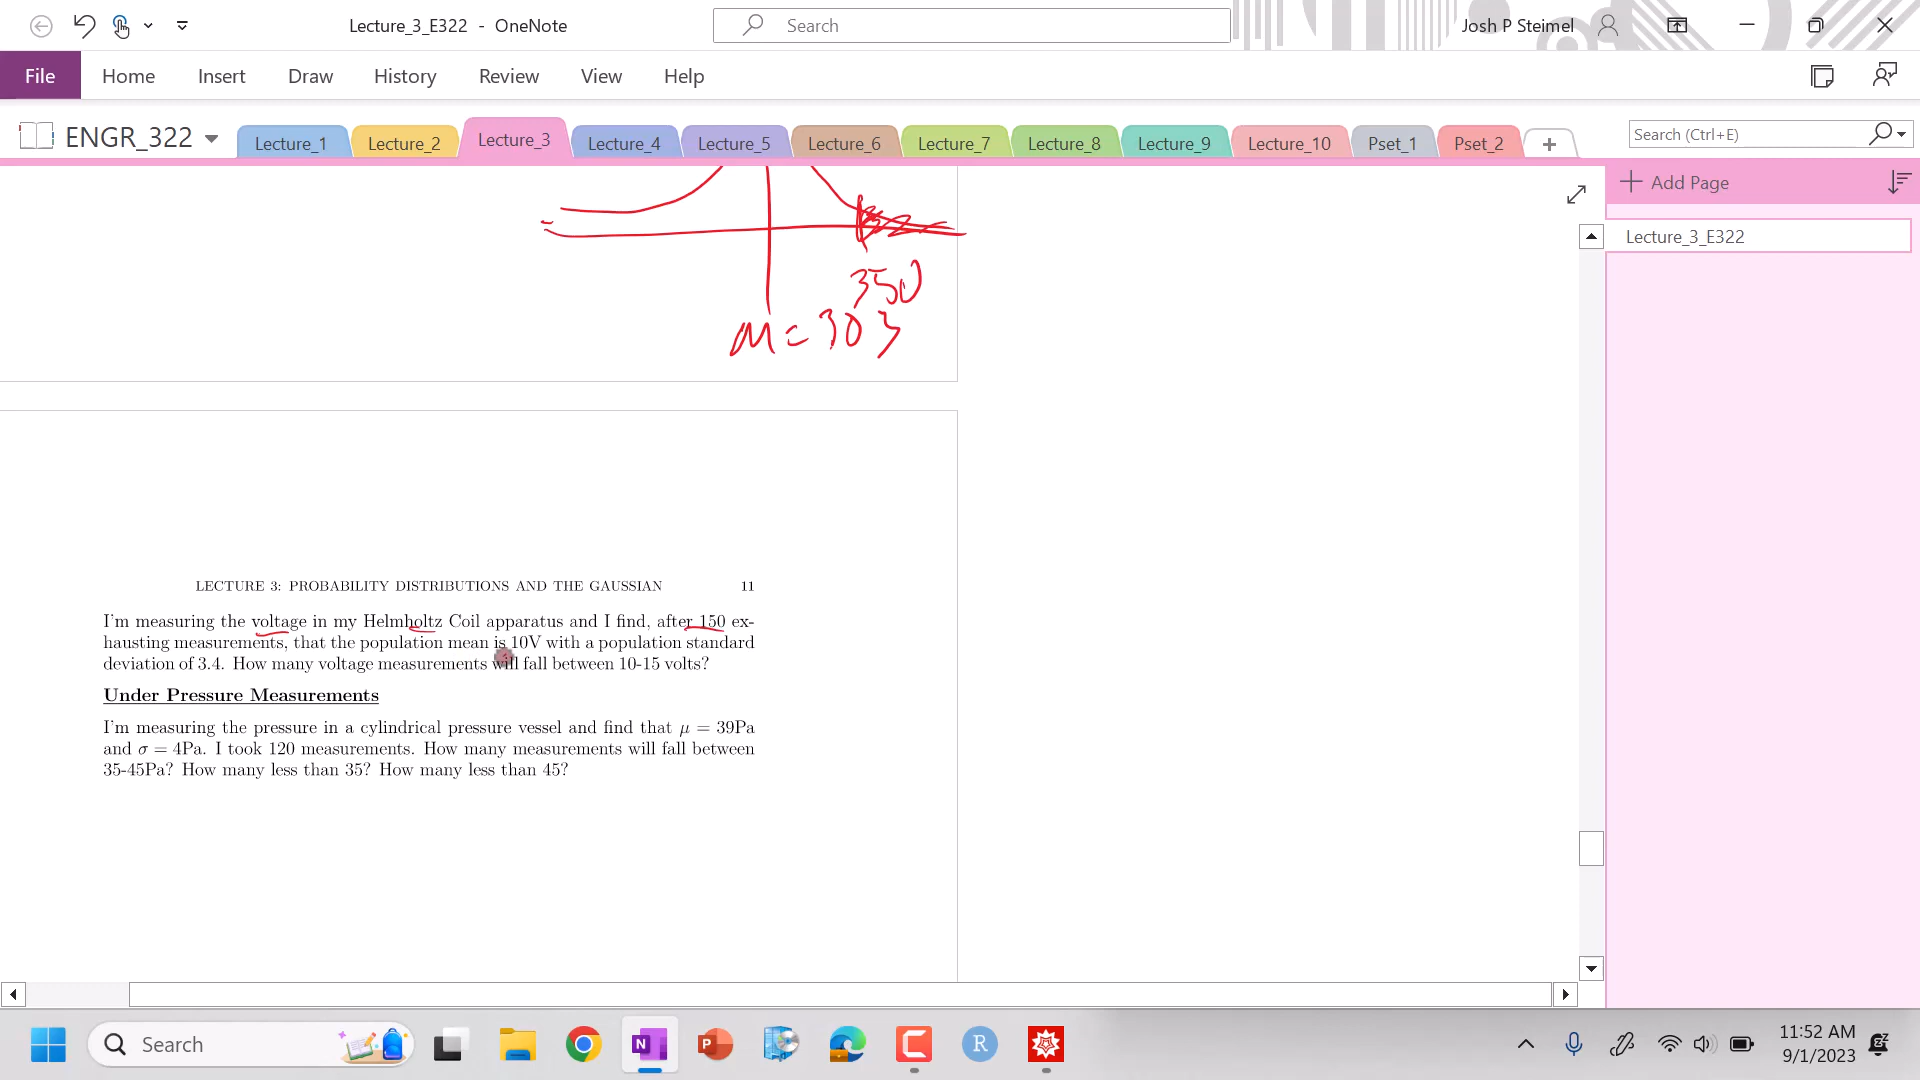 Lecture_3_E322 - OneNote
Search
Josh P Steimel
File
Home
Insert
Draw
History
Review
View
Help
ENGR_322
Lecture_1
Lecture_2
Lecture_3
Lecture_4
Lecture_5
Lecture_6
Lecture_7
Lecture_8
Lecture_9
Lecture_10
Pset_1
Pset_2
Search (Ctrl+E)
Add Page
Lecture_3_E322
350
μ = 303
LECTURE 3: PROBABILITY DISTRIBUTIONS AND THE GAUSSIAN 11
I'm measuring the voltage in my Helmholtz Coil apparatus and I find, after 150 ex-
hausting measurements, that the population mean is 10V with a population standard
deviation of 3.4. How many voltage measurements will fall between 10-15 volts?
Under Pressure Measurements
I'm measuring the pressure in a cylindrical pressure vessel and find that μ = 39Pa
and σ = 4Pa. I took 120 measurements. How many measurements will fall between
35-45Pa? How many less than 35? How many less than 45?
Search
11:52 AM
9/1/2023